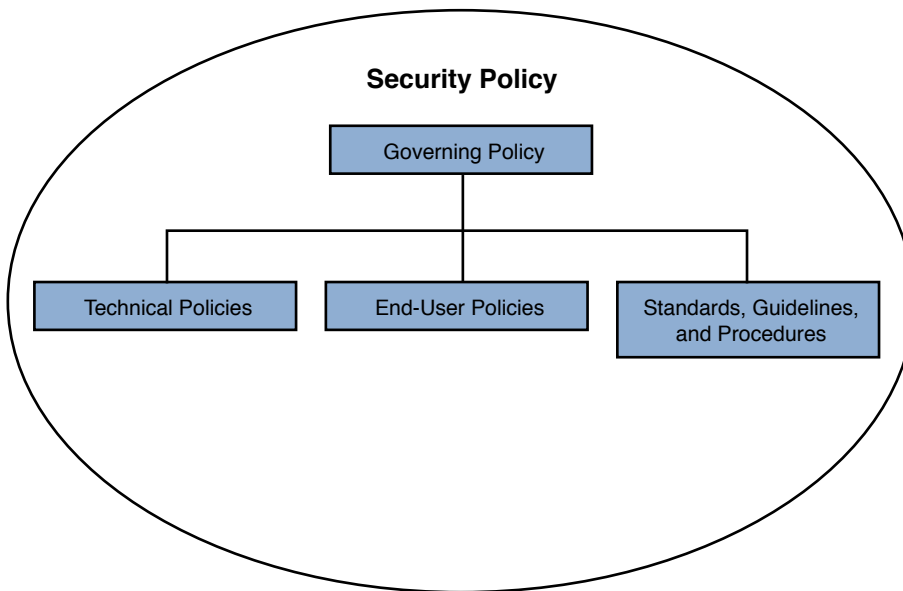 Security Policy
Governing Policy
Technical Policies
End-User Policies
Standards, Guidelines,
and Procedures